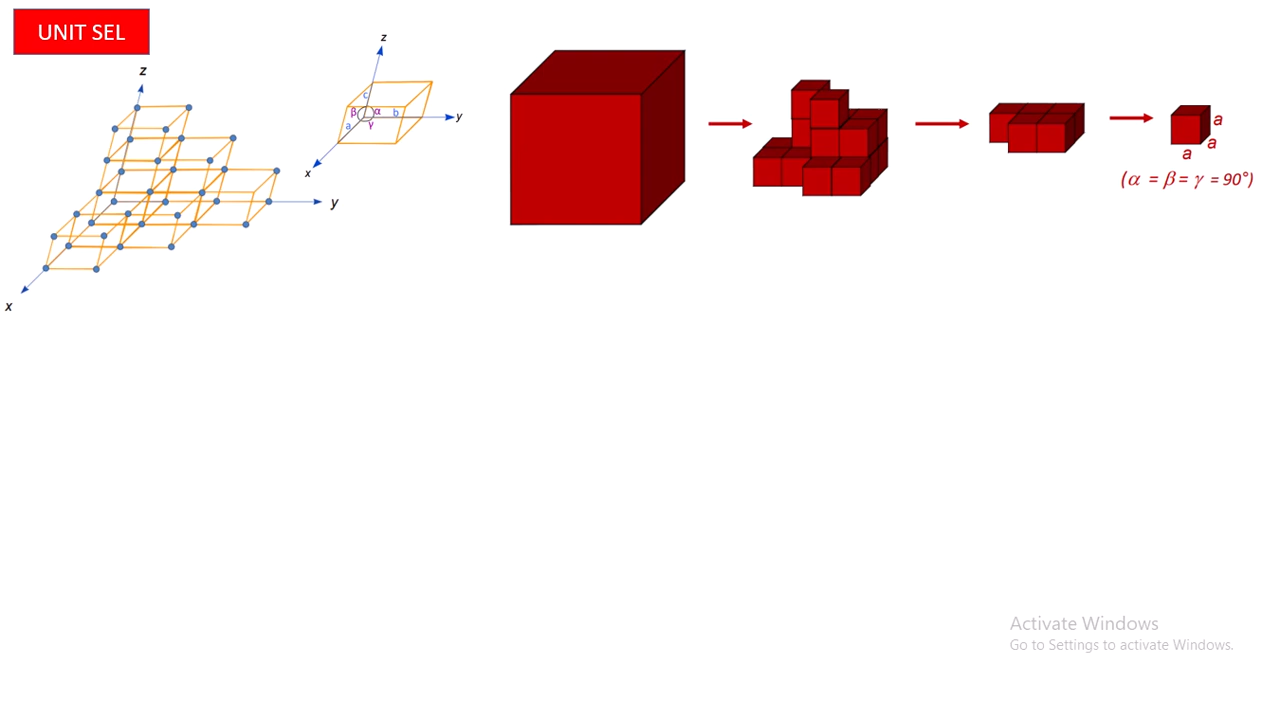 UNIT SEL
z
y
x
z
y
x
c
β
α
b
a
γ
a
a
a
(α = β = γ = 90°)
Activate Windows
Go to Settings to activate Windows.